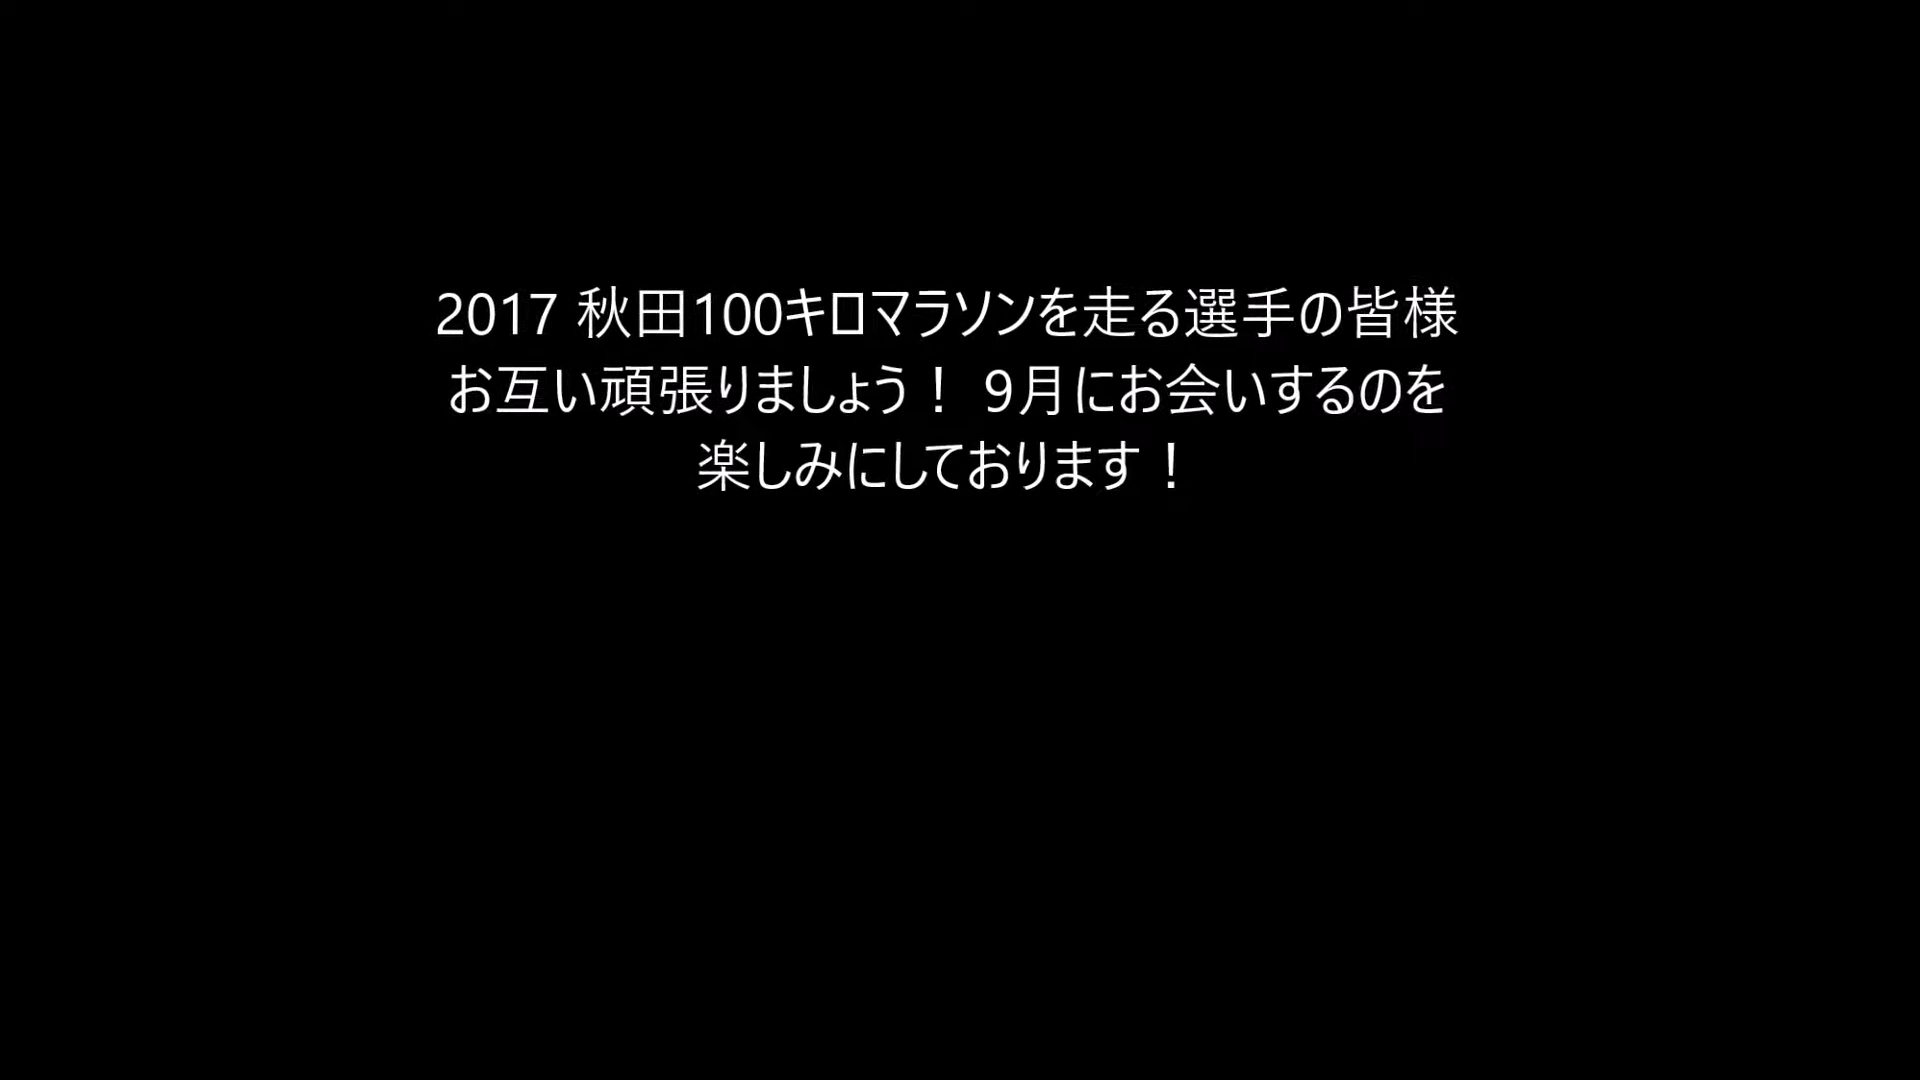 2017 秋田100キロマラソンを走る選手の皆様
お互い頑張りましょう！ 9月にお会いするのを
楽しみにしております！